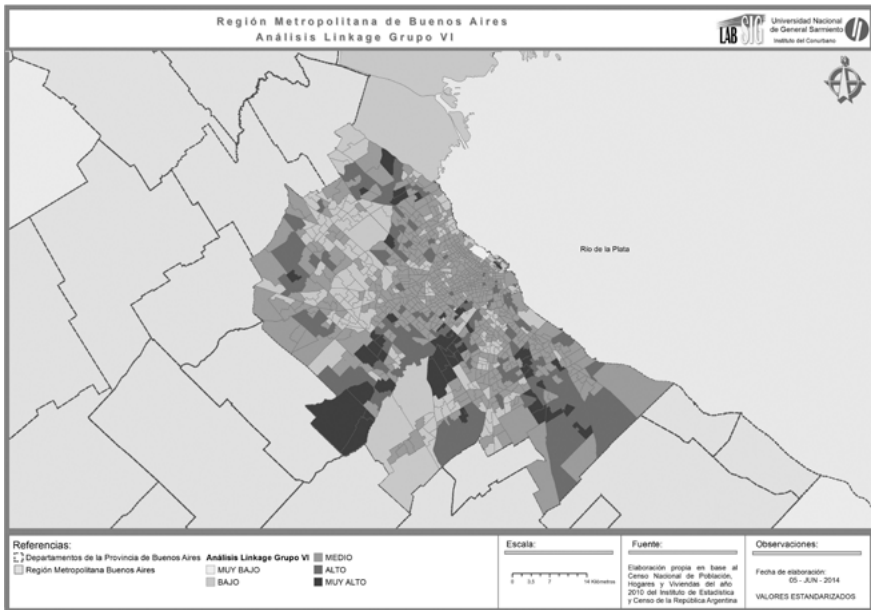 Región Metropolitana de Buenos Aires
Análisis Linkage Grupo VI
LAB SIG
Universidad Nacional
de General Sarmiento
Instituto del Conurbano
Río de la Plata
Referencias:
Departamentos de la Provincia de Buenos Aires
Región Metropolitana Buenos Aires
Análisis Linkage Grupo VI
MUY BAJO
BAJO
MEDIO
ALTO
MUY ALTO
Escala:
0 3,5 7 14 Kilómetros
Fuente:
Elaboración propia en base al
Censo Nacional de Población,
Hogares y Viviendas del año
2010 del Instituto de Estadística
y Censo de la República Argentina
Observaciones:
Fecha de elaboración:
05 - JUN - 2014
VALORES ESTANDARIZADOS